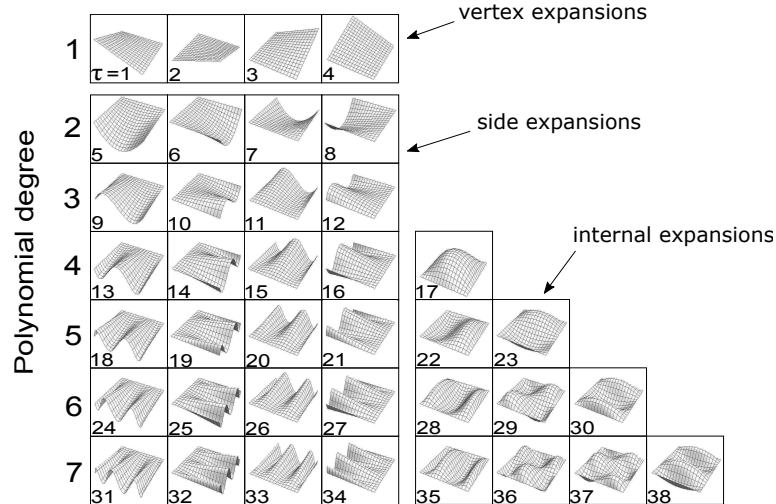 vertex expansions
1
τ=1 2 3 4
2
side expansions
5 6 7 8
3
9 10 11 12
internal expansions
4
13 14 15 16 17
5
18 19 20 21 22 23
6
24 25 26 27 28 29 30
7
31 32 33 34 35 36 37 38
Polynomial degree